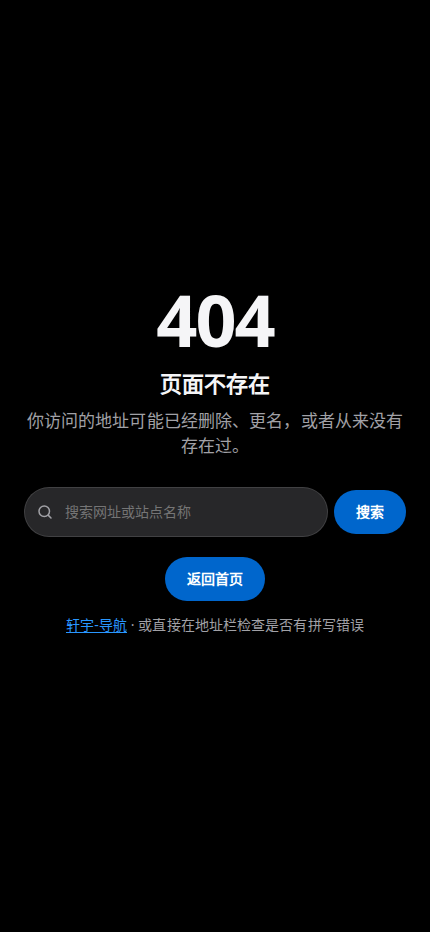 404
页面不存在
你访问的地址可能已经删除、更名，或者从来没有
存在过。
搜索网址或站点名称
搜索
返回首页
轩宇-导航 · 或直接在地址栏检查是否有拼写错误